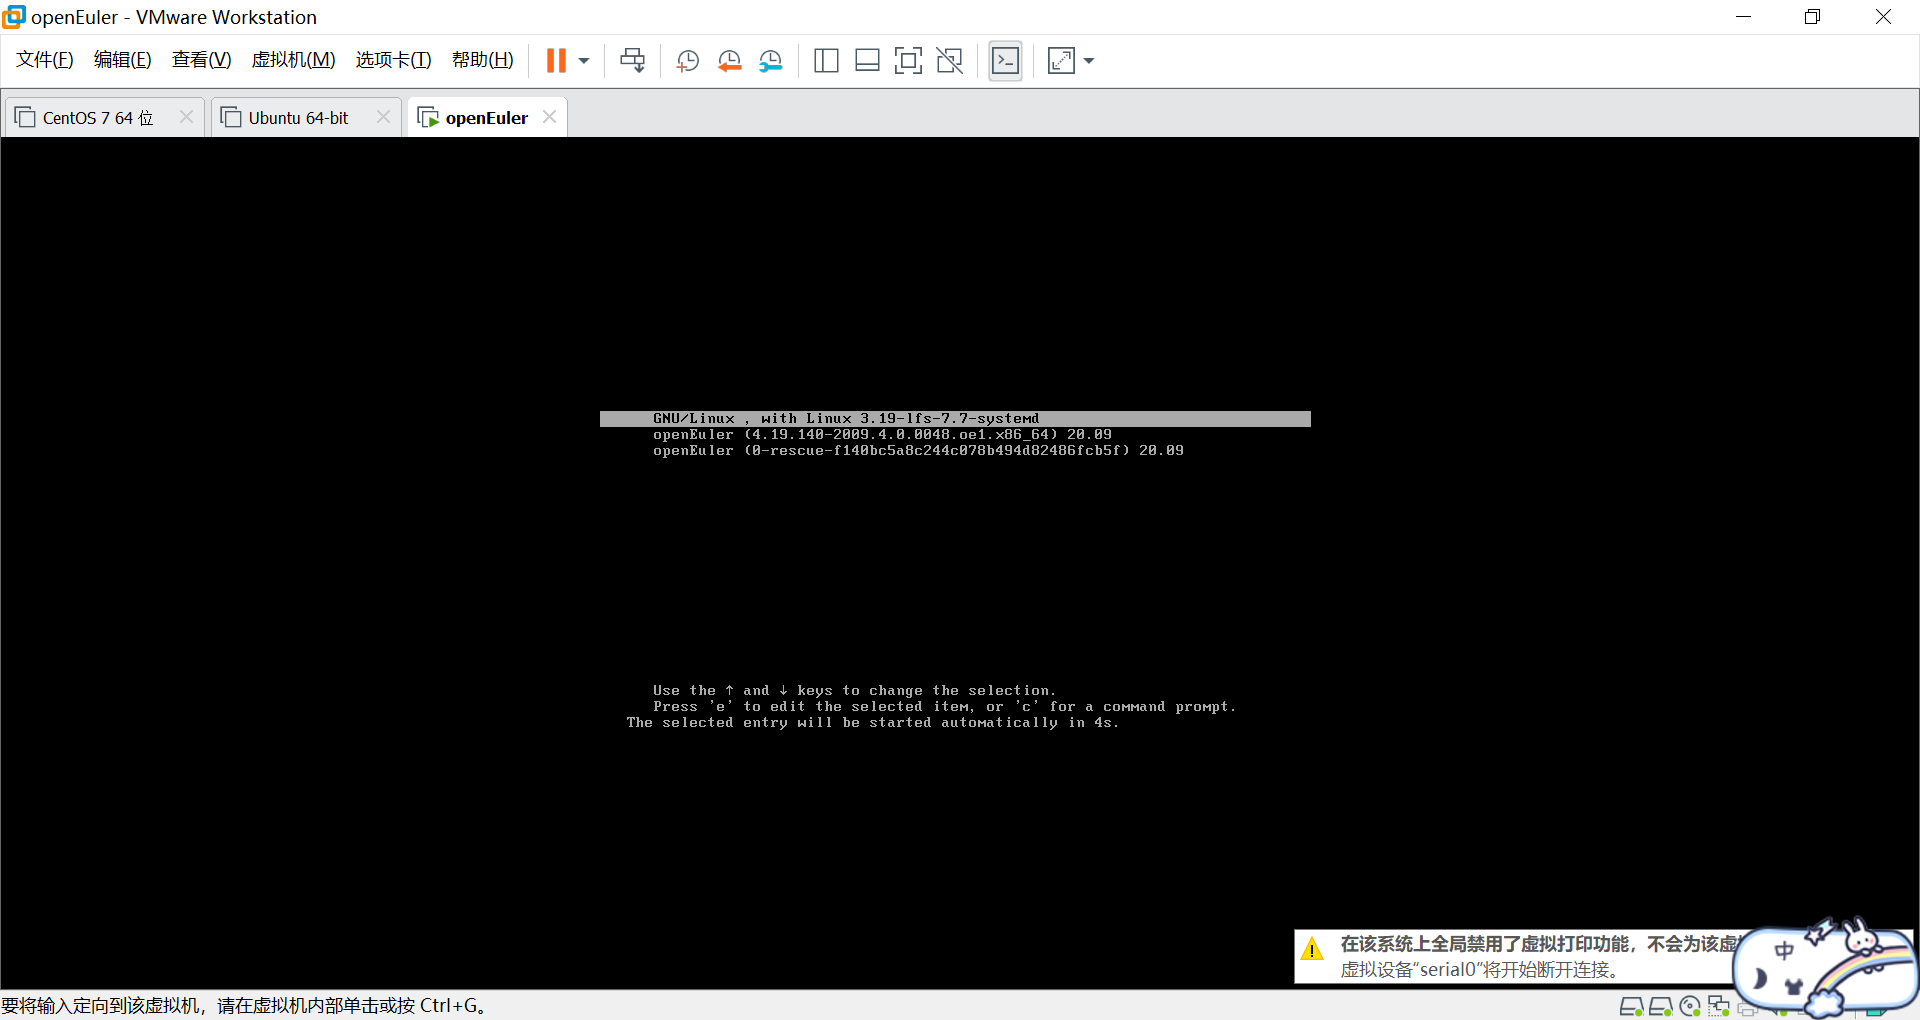 openEuler - VMware Workstation
文件(F) 编辑(E) 查看(V) 虚拟机(M) 选项卡(T) 帮助(H)
CentOS 7 64 位 Ubuntu 64-bit openEuler
GNU/Linux , with Linux 3.19-lfs-7.7-systemd
openEuler (4.19.140-2009.4.0.0048.oe1.x86_64) 20.09
openEuler (0-rescue-f140bc5a8c244c078b494d82486fcb5f) 20.09
Use the ↑ and ↓ keys to change the selection.
Press 'e' to edit the selected item, or 'c' for a command prompt.
The selected entry will be started automatically in 4s.
在该系统上全局禁用了虚拟打印功能，不会为该虚
虚拟设备“serial0”将开始断开连接。
中
要将输入定向到该虚拟机，请在虚拟机内部单击或按 Ctrl+G。